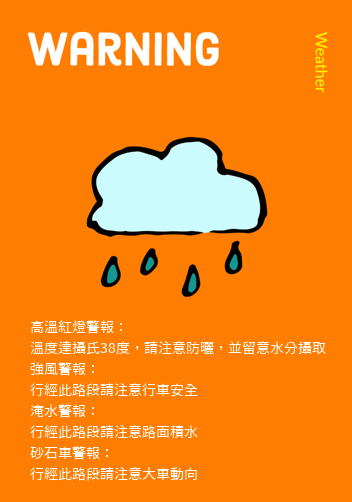 WARNING
Weather
高溫紅燈警報：
溫度達攝氏38度，請注意防曬，並留意水分攝取
強風警報：
行經此路段請注意行車安全
淹水警報：
行經此路段請注意路面積水
砂石車警報：
行經此路段請注意大車動向